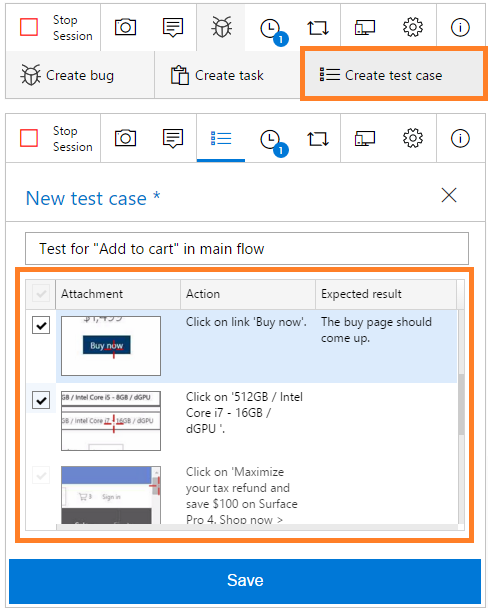 Stop
Session
1
Create bug
Create task
Create test case
Stop
Session
1
New test case *
Test for "Add to cart" in main flow
Attachment Action Expected result
$1,499
Buy now
Click on link 'Buy now'.
The buy page should
come up.
GB / Intel Core i5 - 8GB / dGPU
GB / Intel Core i7 - 16GB / dGPU
Click on '512GB / Intel
Core i7 - 16GB /
dGPU '.
Sign in
Click on 'Maximize
your tax refund and
save $100 on Surface
Pro 4. Shop now >
Save